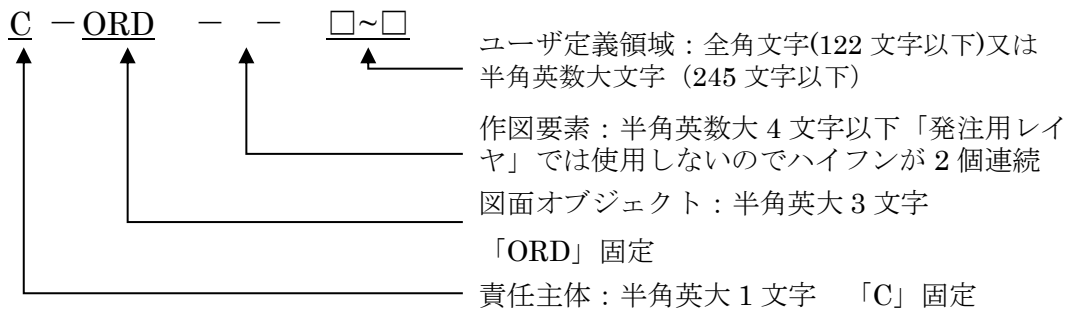 C －ORD － － □~□
ユーザ定義領域：全角文字(122 文字以下)又は
半角英数大文字（245 文字以下）
作図要素：半角英数大 4 文字以下「発注用レイ
ヤ」では使用しないのでハイフンが 2 個連続
図面オブジェクト：半角英大 3 文字
「ORD」固定
責任主体：半角英大 1 文字　「C」固定